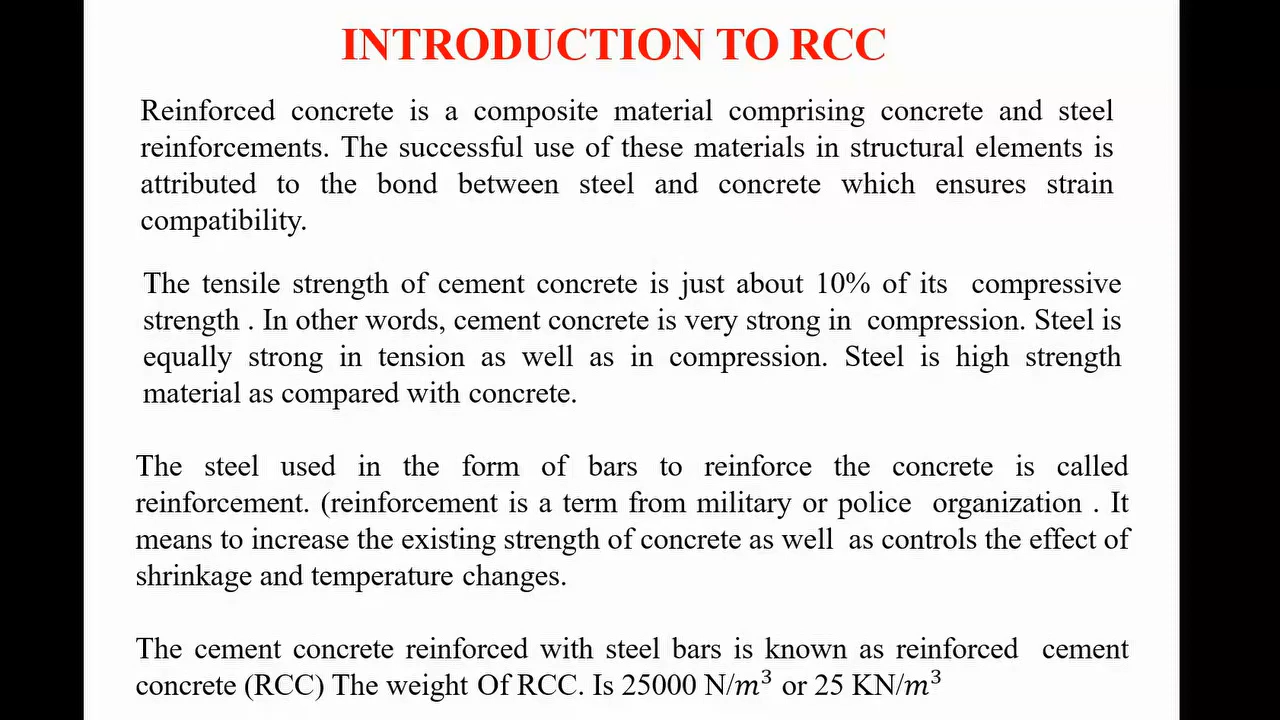 INTRODUCTION TO RCC
Reinforced concrete is a composite material comprising concrete and steel
reinforcements. The successful use of these materials in structural elements is
attributed to the bond between steel and concrete which ensures strain
compatibility.
The tensile strength of cement concrete is just about 10% of its compressive
strength . In other words, cement concrete is very strong in compression. Steel is
equally strong in tension as well as in compression. Steel is high strength
material as compared with concrete.
The steel used in the form of bars to reinforce the concrete is called
reinforcement. (reinforcement is a term from military or police organization . It
means to increase the existing strength of concrete as well as controls the effect of
shrinkage and temperature changes.
The cement concrete reinforced with steel bars is known as reinforced cement
concrete (RCC) The weight Of RCC. Is 25000 N/m³ or 25 KN/m³